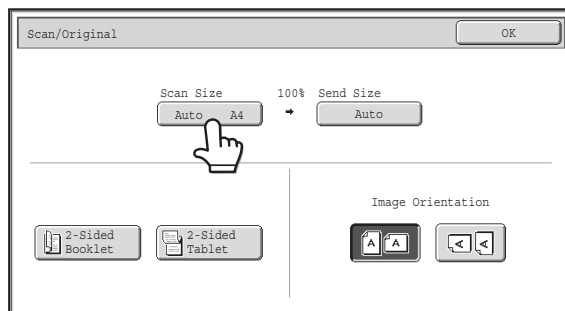 Scan/Original
OK
Scan Size 100% Send Size
Auto A4 Auto
Image Orientation
2-Sided Booklet
2-Sided Tablet
A A A A